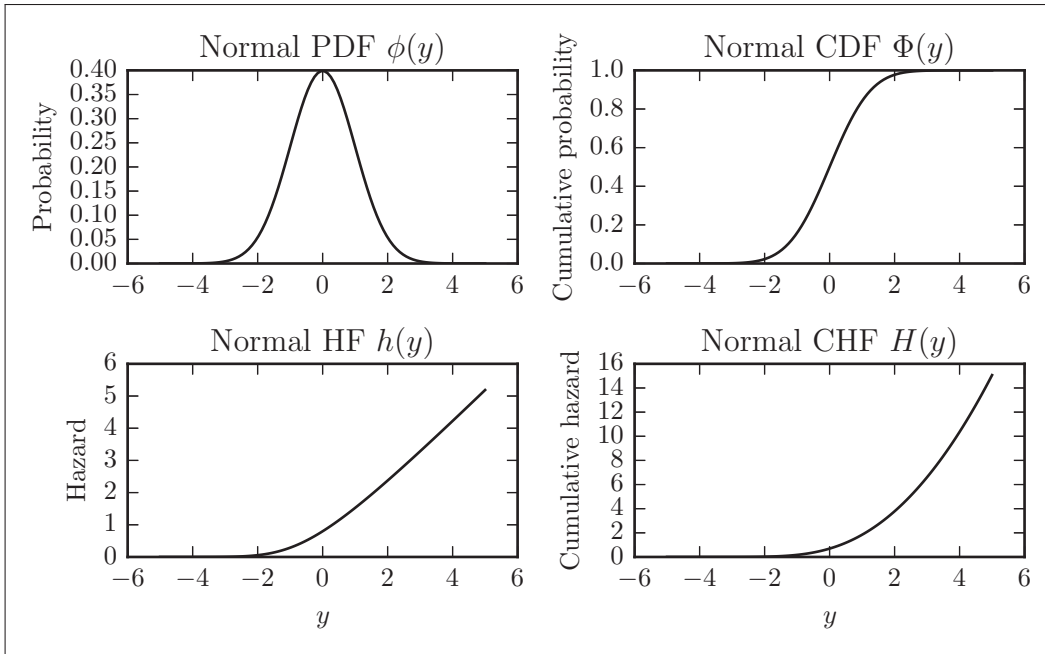 Normal PDF ϕ(y)
Probability
0.40
0.35
0.30
0.25
0.20
0.15
0.10
0.05
0.00
−6 −4 −2 0 2 4 6
Normal CDF Φ(y)
Cumulative probability
1.0
0.8
0.6
0.4
0.2
0.0
−6 −4 −2 0 2 4 6
Normal HF h(y)
Hazard
6
5
4
3
2
1
0
−6 −4 −2 0 2 4 6
y
Normal CHF H(y)
Cumulative hazard
16
14
12
10
8
6
4
2
0
−6 −4 −2 0 2 4 6
y